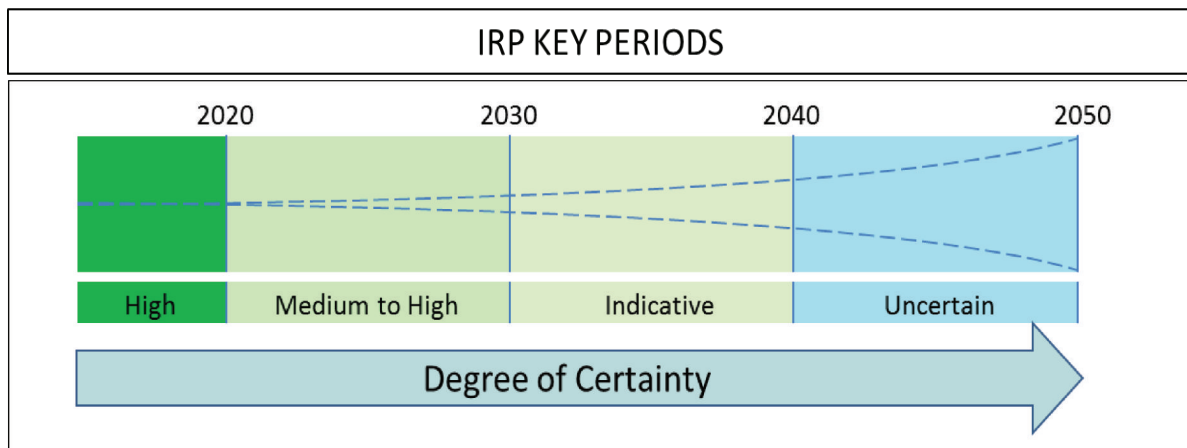 IRP KEY PERIODS
2020 2030 2040 2050
High Medium to High Indicative Uncertain
Degree of Certainty